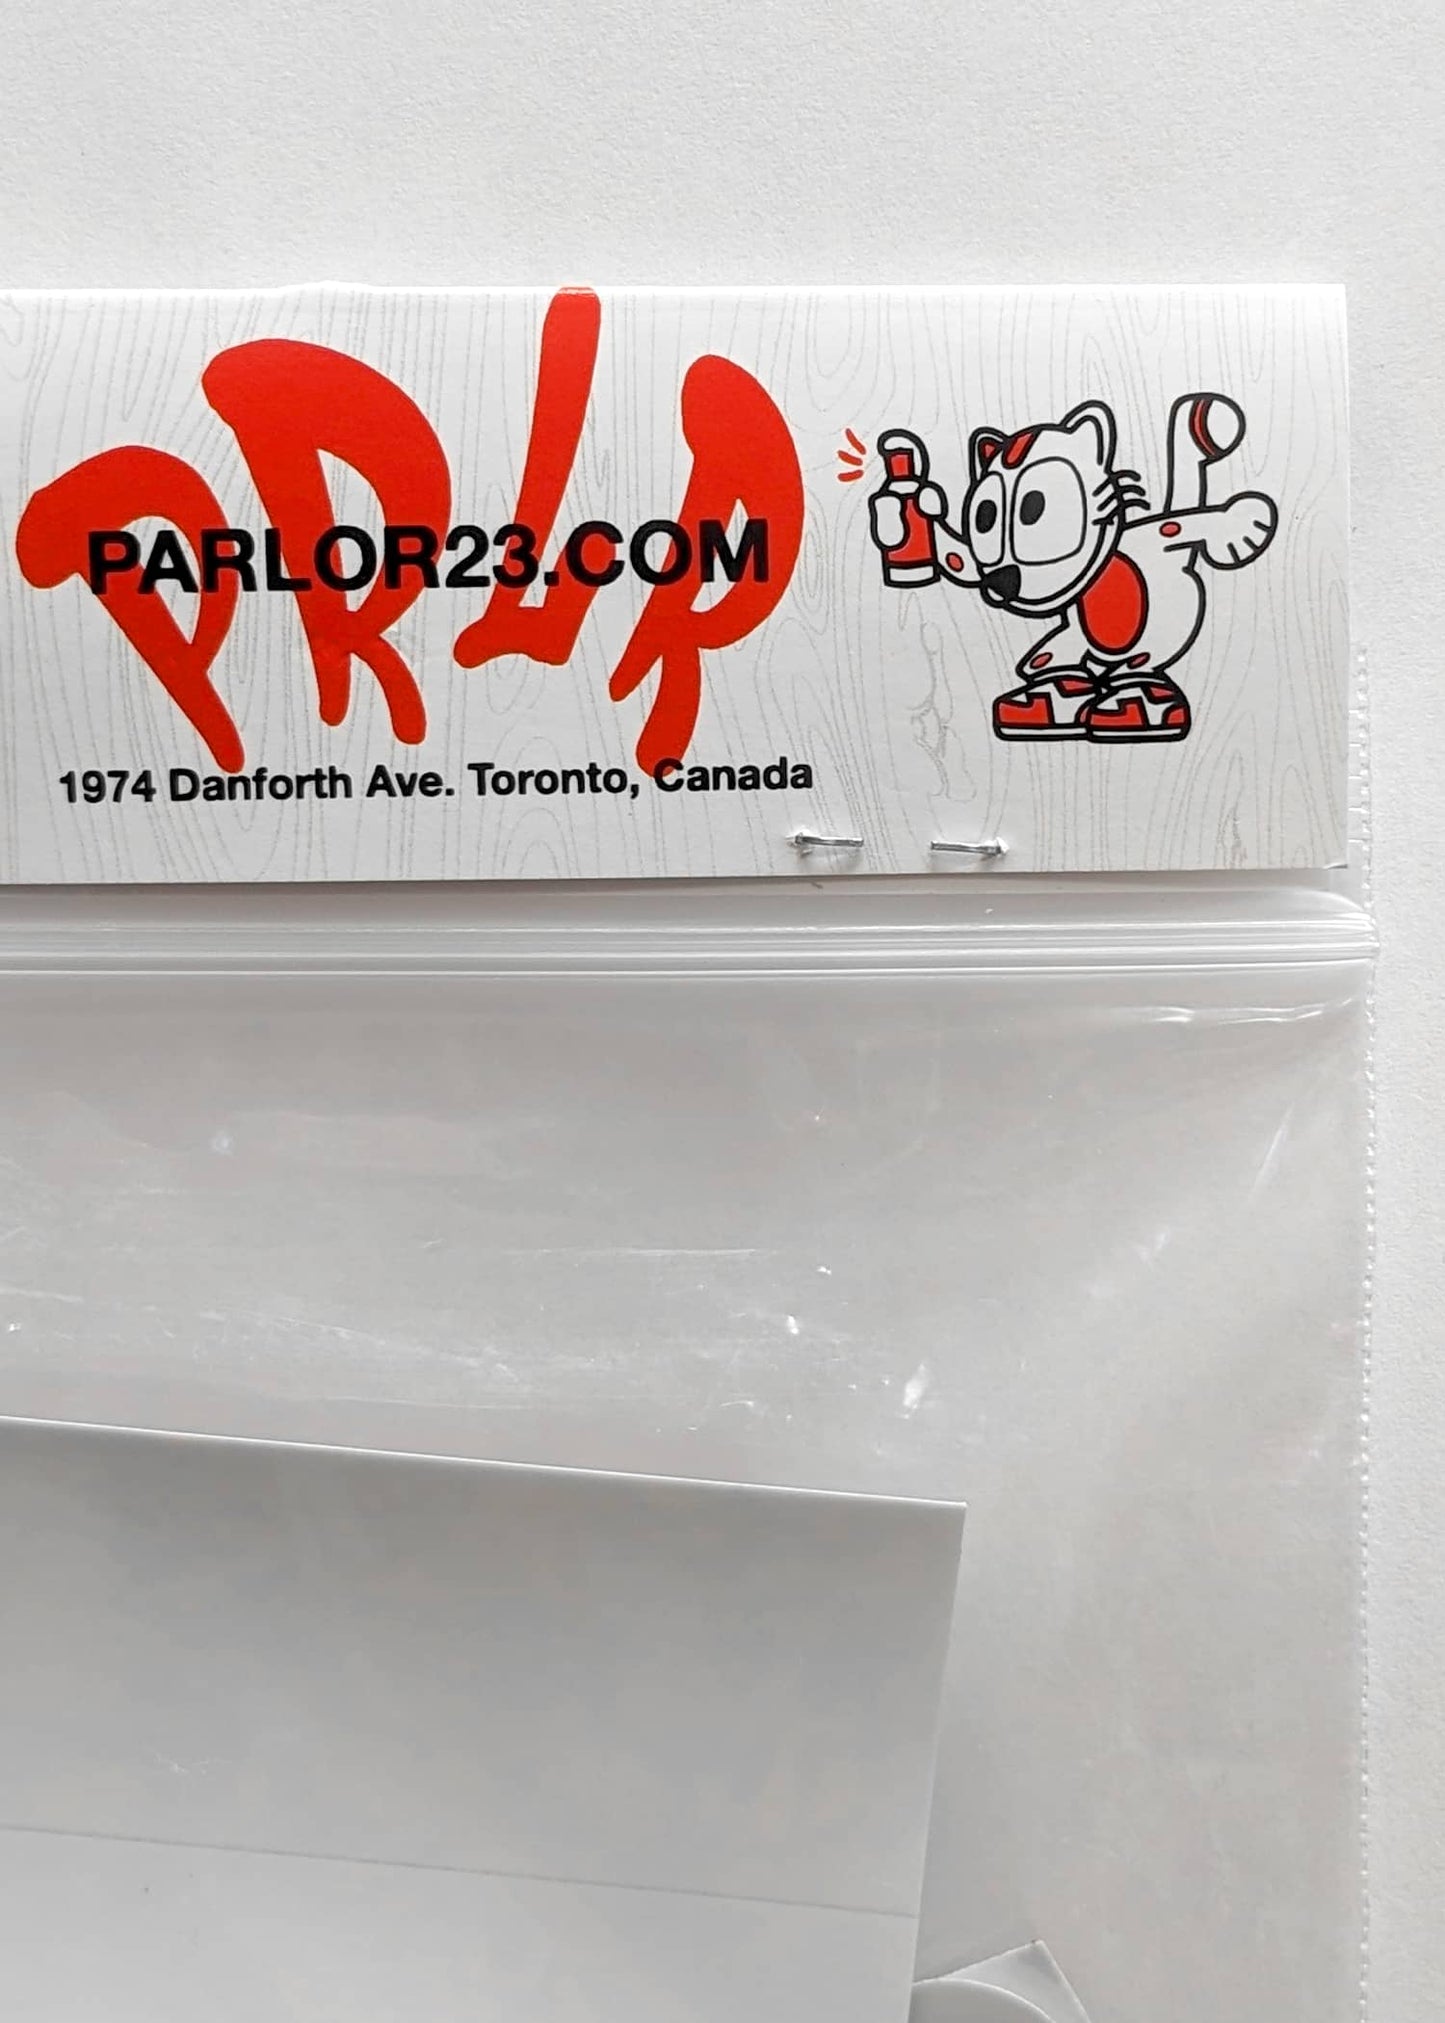 PRLR
PARLOR23.COM
1974 Danforth Ave. Toronto, Canada